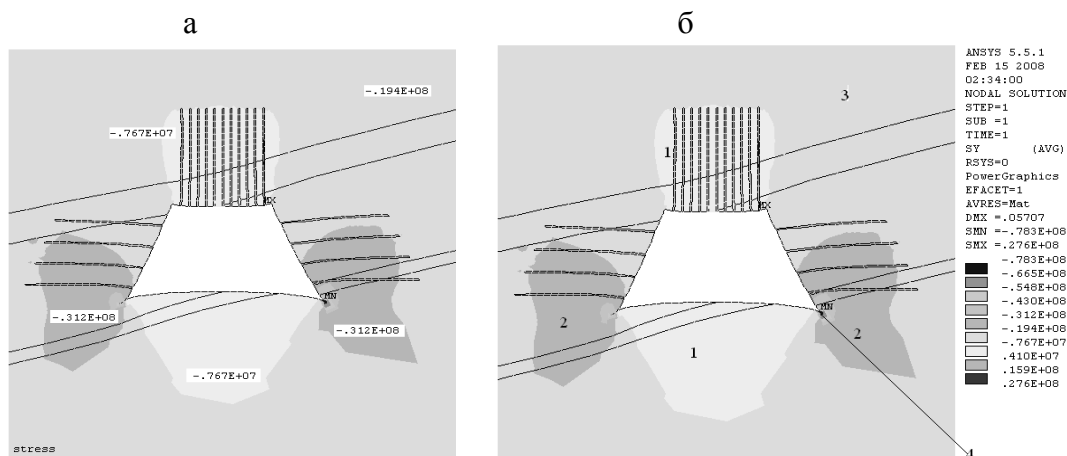 а
б
-.194E+08
-.767E+07
MX
MN
-.312E+08
-.312E+08
-.767E+07
stress
3
1
MX
2
MN
2
1
4
ANSYS 5.5.1
FEB 15 2008
02:34:00
NODAL SOLUTION
STEP=1
SUB =1
TIME=1
SY (AVG)
RSYS=0
PowerGraphics
EFACET=1
AVRES=Mat
DMX =.05707
SMN =-.783E+08
SMX =.276E+08
-.783E+08
-.665E+08
-.548E+08
-.430E+08
-.312E+08
-.194E+08
-.767E+07
.410E+07
.159E+08
.276E+08